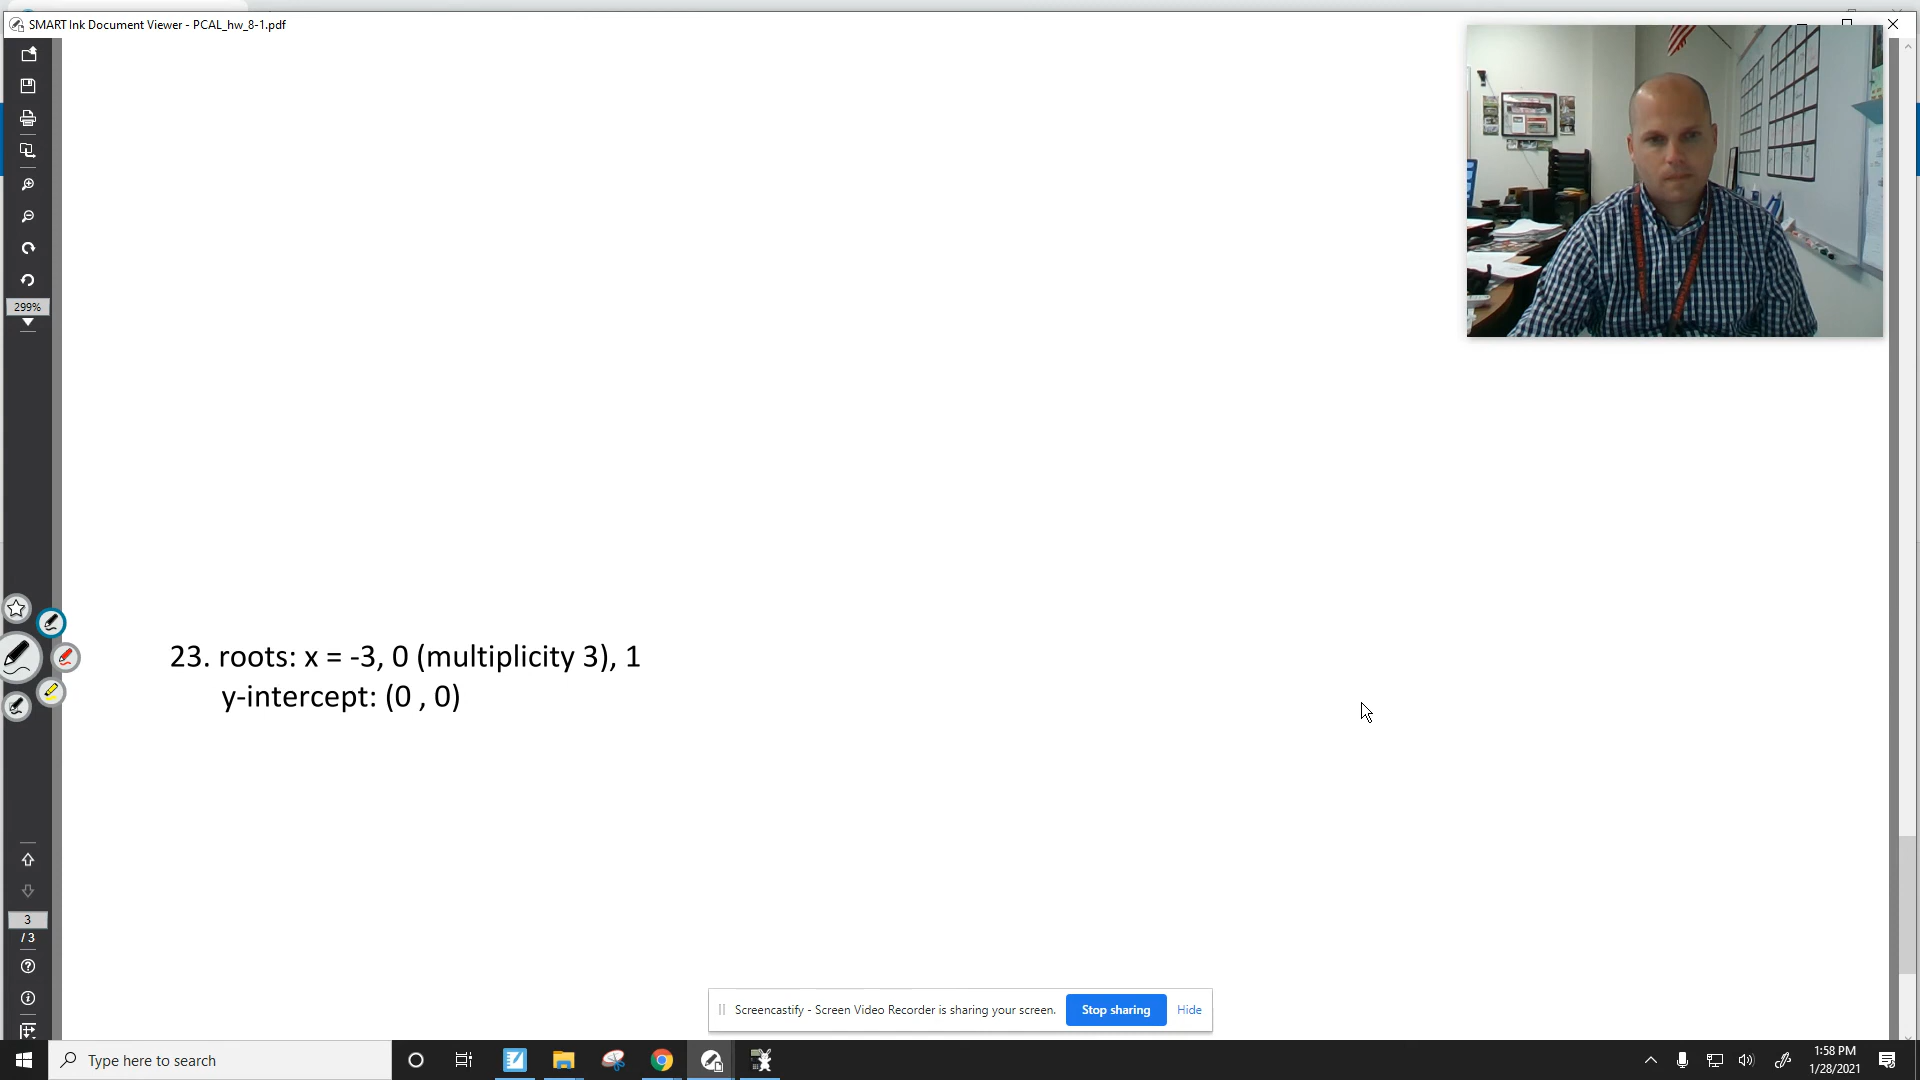 SMART Ink Document Viewer - PCAL_hw_8-1.pdf
299%
23. roots: x = -3, 0 (multiplicity 3), 1
y-intercept: (0 , 0)
3
/ 3
Screencastify - Screen Video Recorder is sharing your screen.
Stop sharing
Hide
Type here to search
1:58 PM
1/28/2021